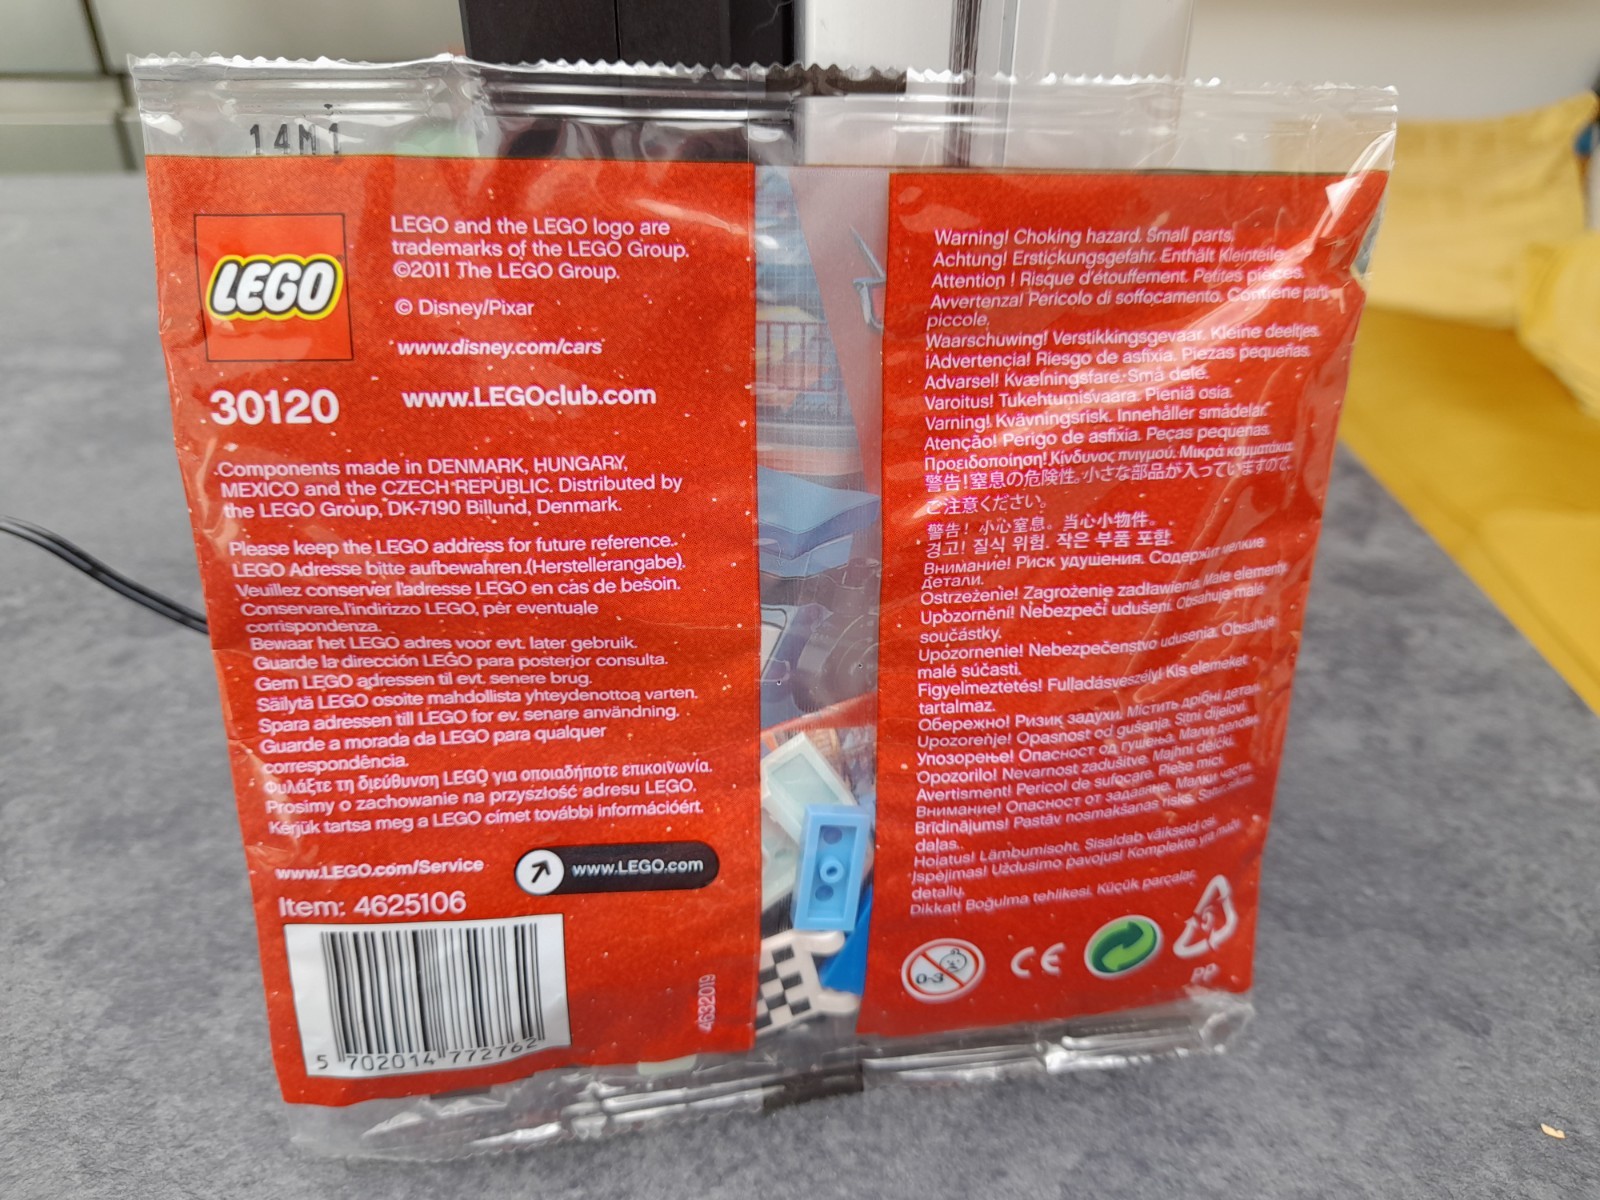 14M1
LEGO
LEGO and the LEGO logo are
trademarks of the LEGO Group.
©2011 The LEGO Group.
© Disney/Pixar
www.disney.com/cars
30120
www.LEGOclub.com
Components made in DENMARK, HUNGARY,
MEXICO and the CZECH REPUBLIC. Distributed by
the LEGO Group, DK-7190 Billund, Denmark.
Please keep the LEGO address for future reference.
LEGO Adresse bitte aufbewahren.(Herstellerangabe).
Veuillez conserver l'adresse LEGO en cas de besoin.
Conservare l'indirizzo LEGO, per eventuale
corrispondenza.
Bewaar het LEGO adres voor evt. later gebruik.
Guarde la dirección LEGO para posterior consulta.
Gem LEGO adressen til evt. senere brug.
Säilytä LEGO osoite mahdollista yhteydenottoa varten.
Spara adressen till LEGO for ev. senare användning.
Guarde a morada da LEGO para qualquer
correspondência.
Φυλάξτε τη διεύθυνση LEGO για οποιαδήποτε επικοινωνία.
Prosimy o zachowanie na przyszłość adresu LEGO.
Kérjük tartsa meg a LEGO címet további információért.
www.LEGO.com/Service
www.LEGO.com
Item: 4625106
5 702014 772762
4632019
Warning! Choking hazard. Small parts.
Achtung! Erstickungsgefahr. Enthält Kleinteile.
Attention ! Risque d'étouffement. Petites pièces.
Avvertenza! Pericolo di soffocamento. Contiene parti
piccole.
Waarschuwing! Verstikkingsgevaar. Kleine deeltjes.
¡Advertencia! Riesgo de asfixia. Piezas pequeñas.
Advarsel! Kvælningsfare. Små dele.
Varoitus! Tukehtumisvaara. Pieniä osia.
Varning! Kvävningsrisk. Innehåller smådelar.
Atenção! Perigo de asfixia. Peças pequenas.
Προειδοποίηση! Κίνδυνος πνιγμού. Μικρά κομματάκια.
警告!窒息の危険性。小さな部品が入っていますので、
ご注意ください。
警告! 小心窒息。当心小物件。
경고! 질식 위험. 작은 부품 포함.
Внимание! Риск удушения. Содержит мелкие
детали.
Ostrzeżenie! Zagrożenie zadławienia. Małe elementy.
Upozornění! Nebezpečí udušení. Obsahuje malé
součástky.
Upozornenie! Nebezpečenstvo udusenia. Obsahuje
malé súčasti.
Figyelmeztetés! Fulladásveszély! Kis elemeket
tartalmaz.
Обережно! Ризик задухи. Містить дрібні деталі.
Upozorenje! Opasnost od gušenja. Sitni dijelovi.
Упозорење! Опасност од гушења. Мали делови.
Opozorilo! Nevarnost zadušitve. Majhni delčki.
Avertisment! Pericol de sufocare. Piese mici.
Внимание! Опасност от задавяне. Малки части.
Brīdinājums! Pastāv nosmakšanas risks. Satur sīkas
daļas.
Hoiatus! Lämbumisoht. Sisaldab väikseid osi.
Įspėjimas! Uždusimo pavojus! Komplekte yra mažų
detalių.
Dikkat! Boğulma tehlikesi. Küçük parçalar.
0-3
CE
5
PP